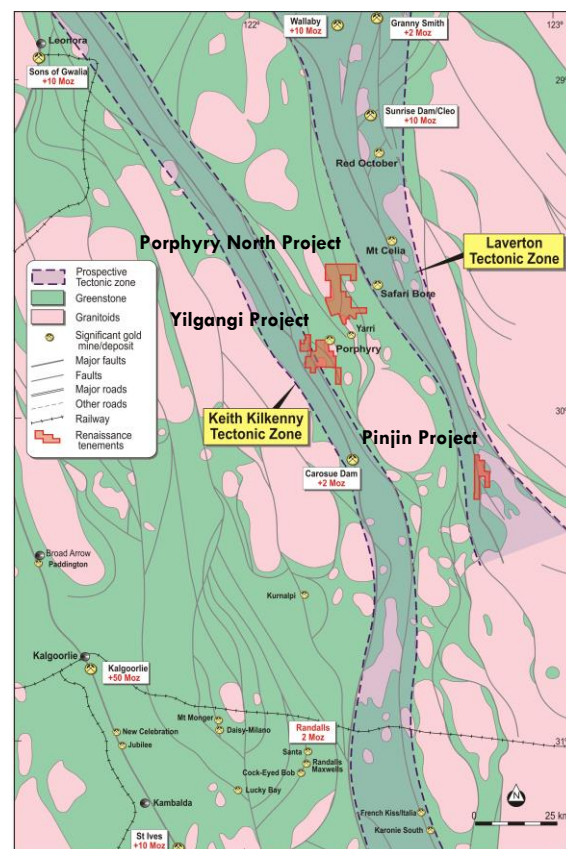 122°
123°
Leonora
Sons of Gwalia
+10 Moz
Wallaby
+10 Moz
Granny Smith
+2 Moz
29°
Sunrise Dam/Cleo
+10 Moz
Red October
Porphyry North Project
Mt Celia
Laverton
Tectonic Zone
Safari Bore
Prospective
Tectonic zone
Greenstone
Granitoids
Significant gold
mine/deposit
Major faults
Faults
Major roads
Other roads
Railway
Renaissance
tenements
Yilgangi Project
Yarri
Porphyry
30°
Keith Kilkenny
Tectonic Zone
Pinjin Project
Carosue Dam
+2 Moz
Broad Arrow
Paddington
Kurnalpi
Kalgoorlie
Kalgoorlie
+50 Moz
Mt Monger
Daisy-Milano
New Celebration
Jubilee
Randalls
2 Moz
31°
Santa
Randalls
Maxwells
Cock-Eyed Bob
Lucky Bay
Kambalda
French Kiss/Italia
Karonie South
N
0
25 km
St Ives
+10 Moz